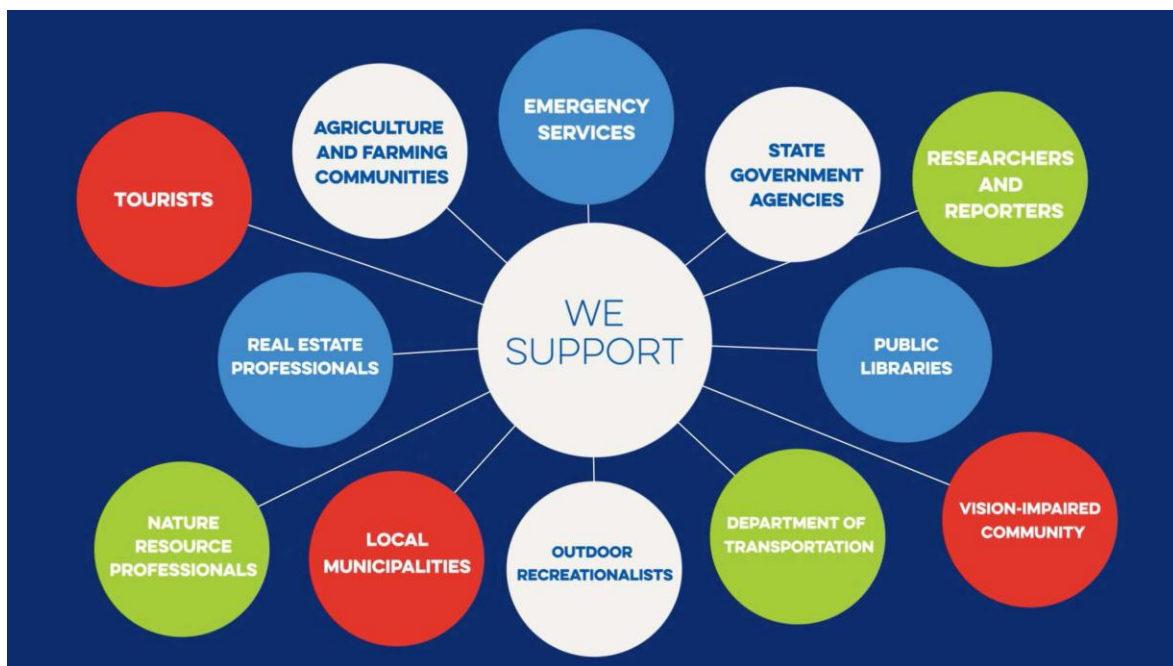 EMERGENCY
SERVICES
AGRICULTURE
AND FARMING
COMMUNITIES
STATE
GOVERNMENT
AGENCIES
RESEARCHERS
AND
REPORTERS
TOURISTS
WE
SUPPORT
REAL ESTATE
PROFESSIONALS
PUBLIC
LIBRARIES
NATURE
RESOURCE
PROFESSIONALS
LOCAL
MUNICIPALITIES
OUTDOOR
RECREATIONALISTS
DEPARTMENT OF
TRANSPORTATION
VISION-IMPAIRED
COMMUNITY